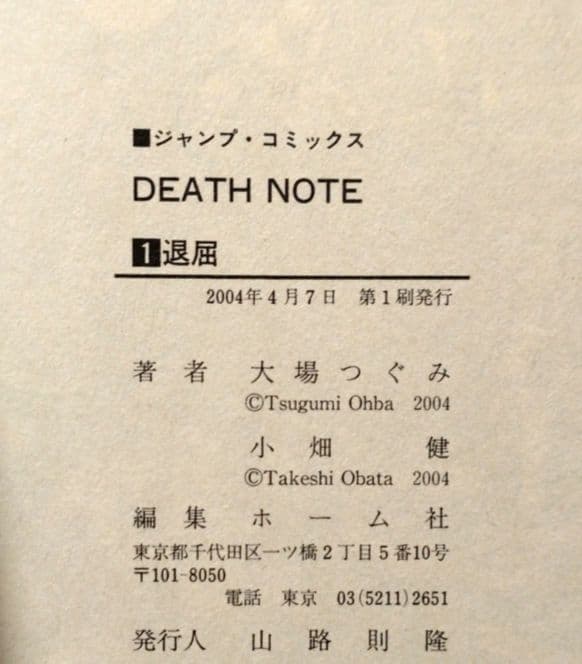 ■ジャンプ・コミックス
DEATH NOTE
1退屈
2004年4月7日　第1刷発行
著者　大場つぐみ
©Tsugumi Ohba　2004
小畑　健
©Takeshi Obata　2004
編集　ホーム社
東京都千代田区一ツ橋2丁目5番10号
〒101-8050
電話　東京　03(5211)2651
発行人　山路則隆